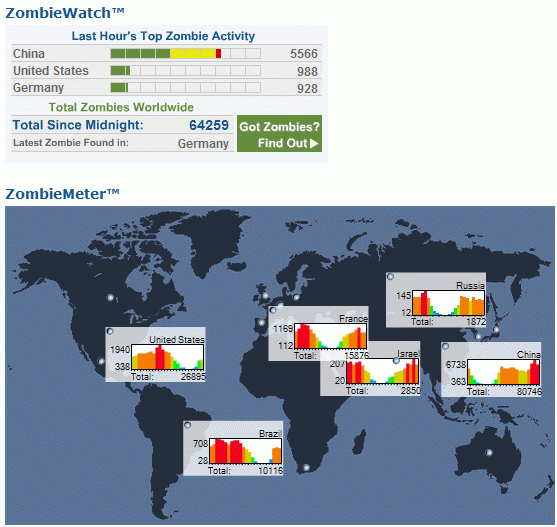 ZombieWatch™
Last Hour's Top Zombie Activity
China 5566
United States 988
Germany 928
Total Zombies Worldwide
Total Since Midnight: 64259
Latest Zombie Found in: Germany
Got Zombies?
Find Out
ZombieMeter™
Russia
145
12
Total: 1872
France
1169
112
Total: 15876
United States
1940
338
Total: 26895
Israel
207
20
Total: 2850
China
6738
363
Total: 80746
Brazil
708
28
Total: 10116